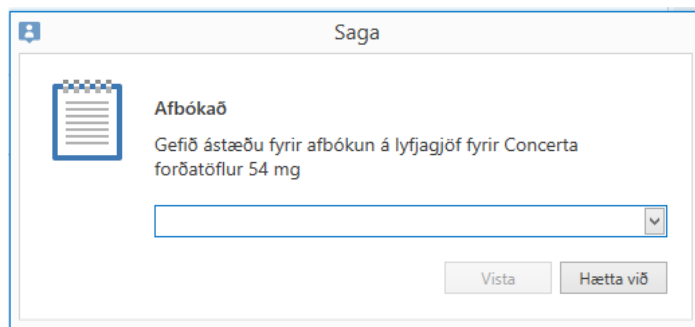 Saga
Afbókað
Gefið ástæðu fyrir afbókun á lyfjagjöf fyrir Concerta
forðatöflur 54 mg
Vista
Hætta við